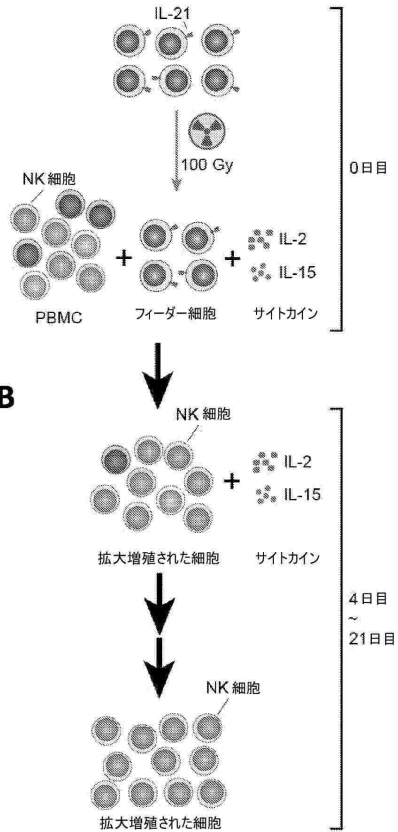 IL-21
100 Gy
0日目
NK 細胞
+
+
IL-2
IL-15
PBMC
フィーダー細胞
サイトカイン
B
NK 細胞
+
IL-2
IL-15
拡大増殖された細胞
サイトカイン
4日目
~
21日目
NK 細胞
拡大増殖された細胞